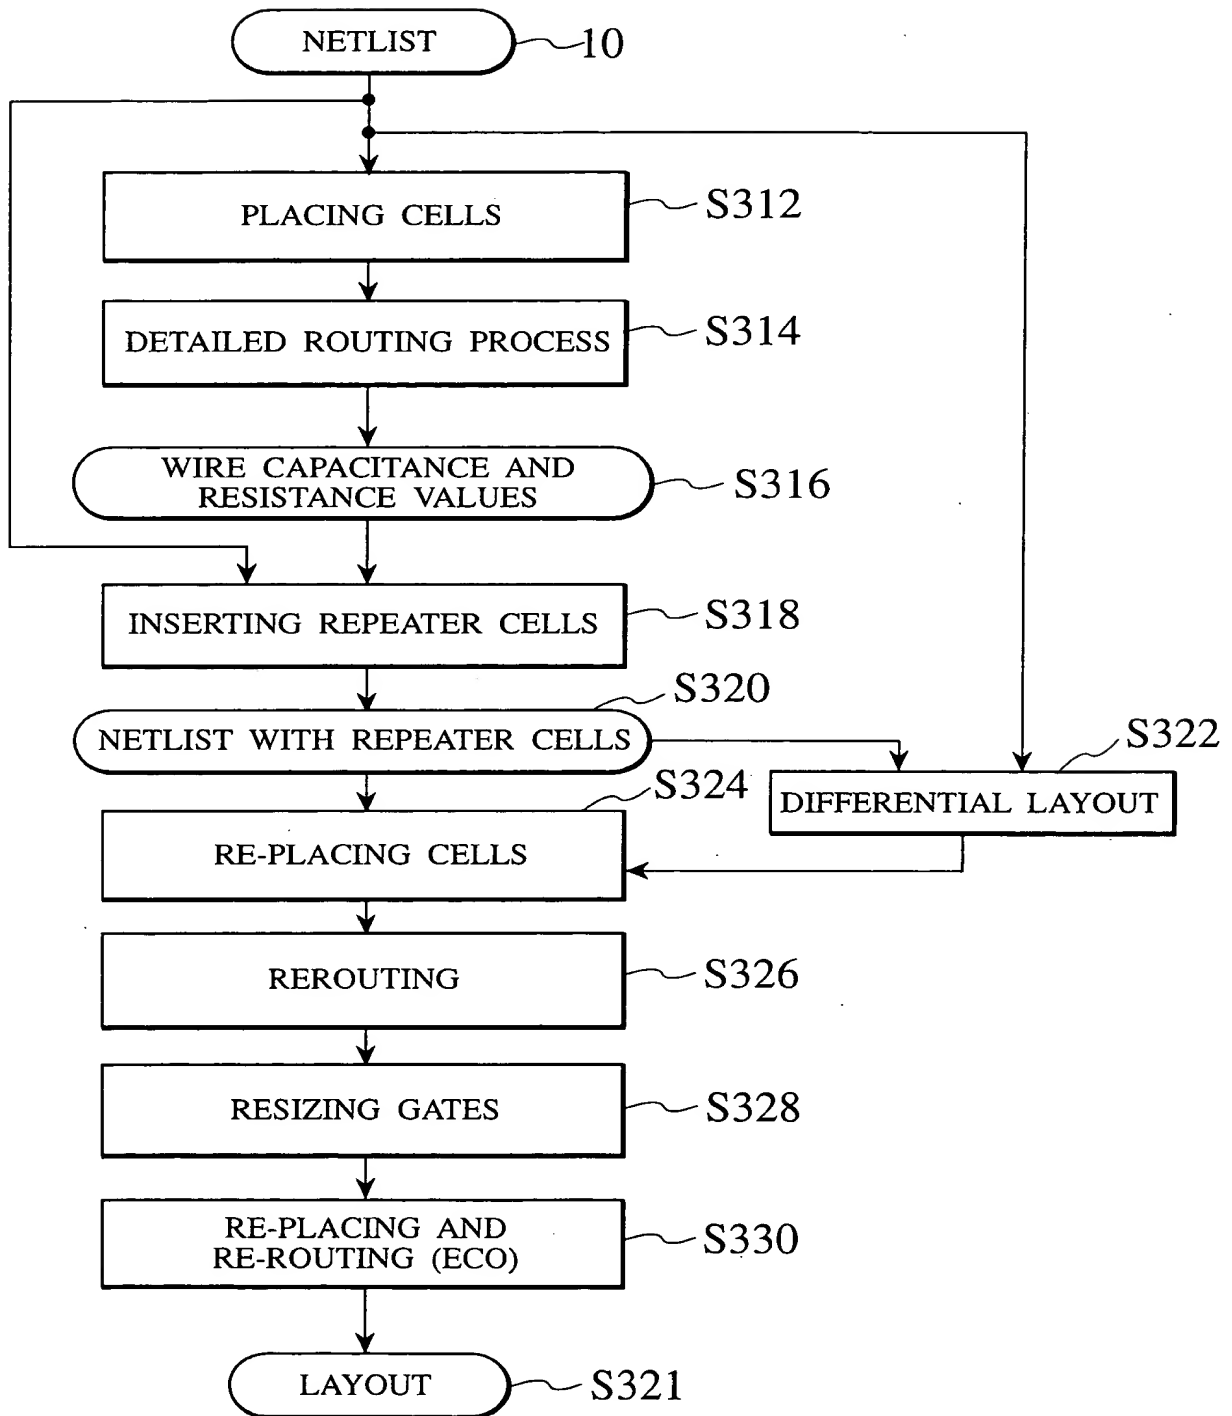 NETLIST
10
PLACING CELLS
S312
DETAILED ROUTING PROCESS
S314
WIRE CAPACITANCE AND
RESISTANCE VALUES
S316
INSERTING REPEATER CELLS
S318
S320
NETLIST WITH REPEATER CELLS
S322
DIFFERENTIAL LAYOUT
S324
RE-PLACING CELLS
REROUTING
S326
RESIZING GATES
S328
RE-PLACING AND
RE-ROUTING (ECO)
S330
LAYOUT
S321